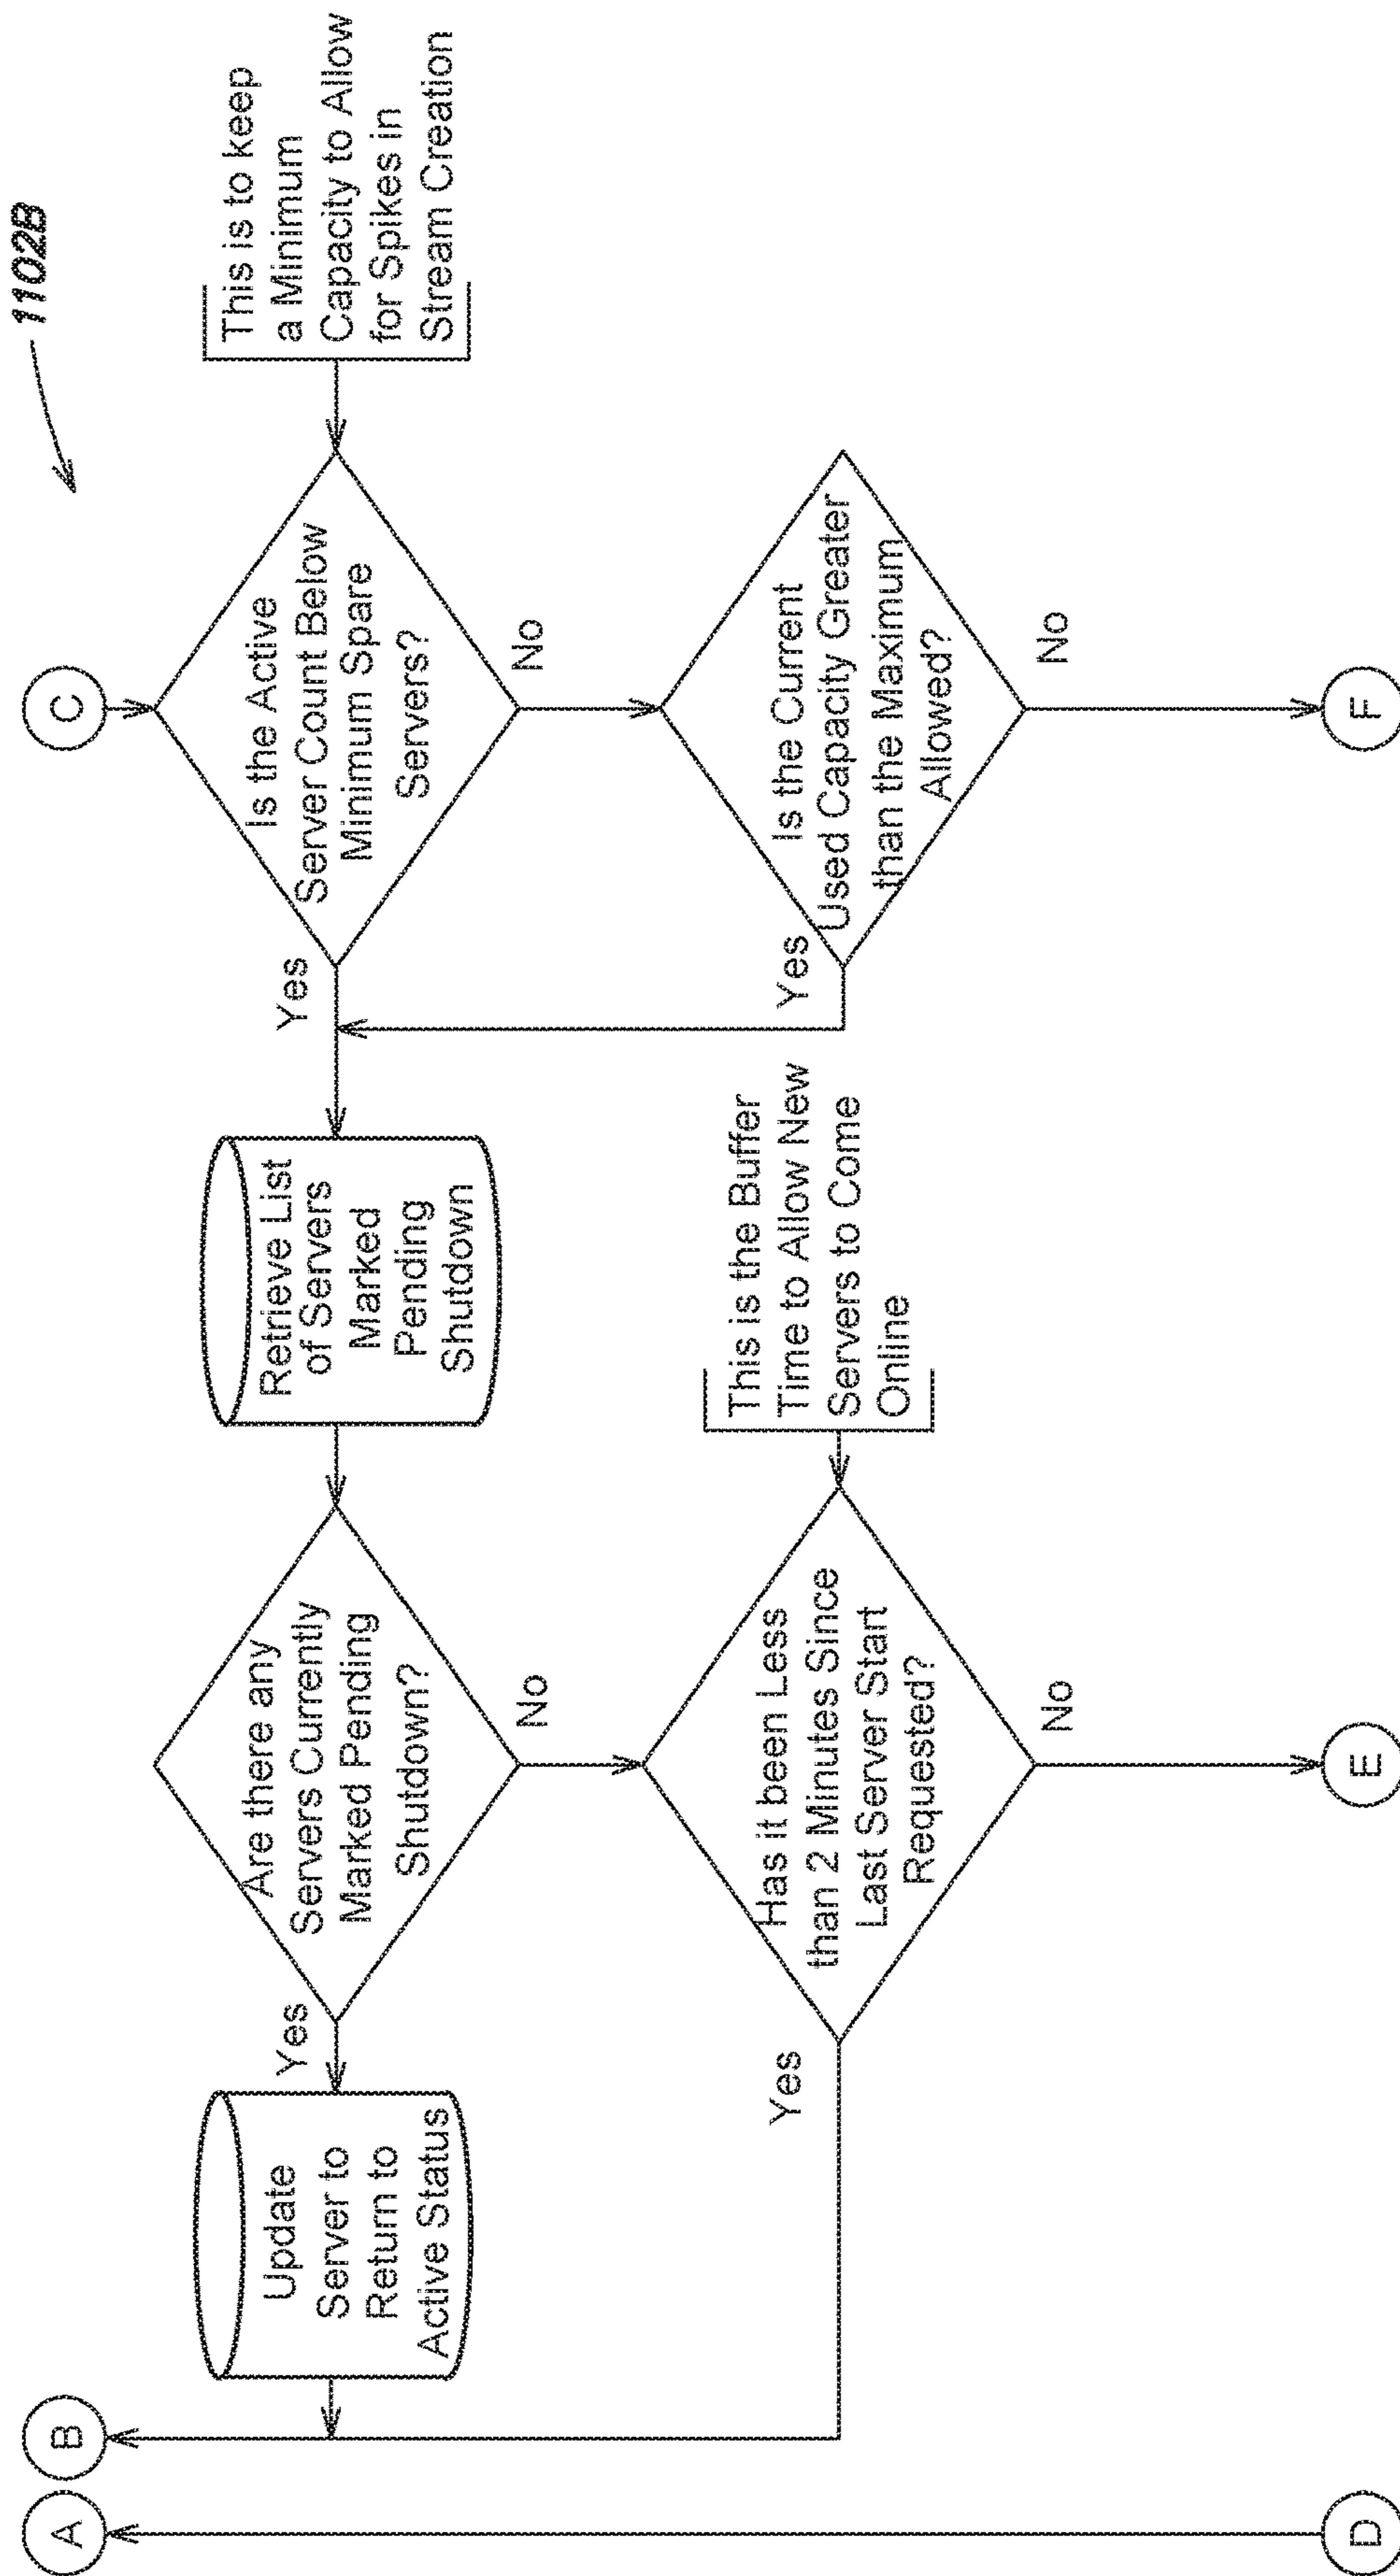 1102B
A
B
C
Update
Server to
Return to
Active Status
Yes
Are there any
Servers Currently
Marked Pending
Shutdown?
No
Retrieve List
of Servers
Marked
Pending
Shutdown
Yes
Is the Active
Server Count Below
Minimum Spare
Servers?
No
This is to keep
a Minimum
Capacity to Allow
for Spikes in
Stream Creation
Yes
Has it been Less
than 2 Minutes Since
Last Server Start
Requested?
No
This is the Buffer
Time to Allow New
Servers to Come
Online
Yes
Is the Current
Used Capacity Greater
than the Maximum
Allowed?
No
D
E
F